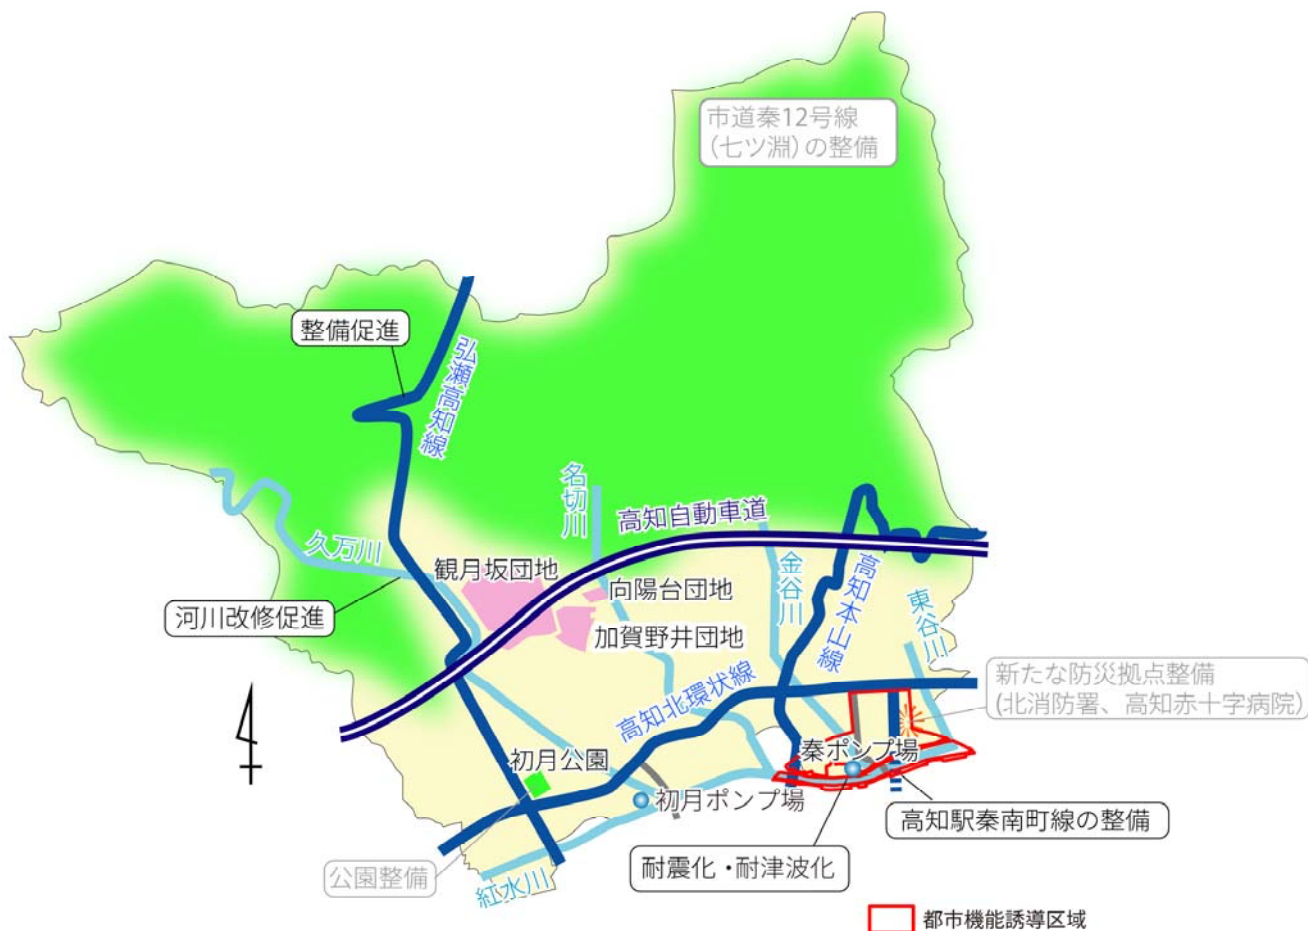 市道秦12号線
(七ツ淵)の整備
整備促進
弘瀬高知線
名切川
高知自動車道
久万川
観月坂団地
向陽台団地
金谷川
高知本山線
東谷川
河川改修促進
加賀野井団地
新たな防災拠点整備
(北消防署、高知赤十字病院)
高知北環状線
初月公園
秦ポンプ場
初月ポンプ場
高知駅秦南町線の整備
耐震化・耐津波化
公園整備
紅水川
都市機能誘導区域